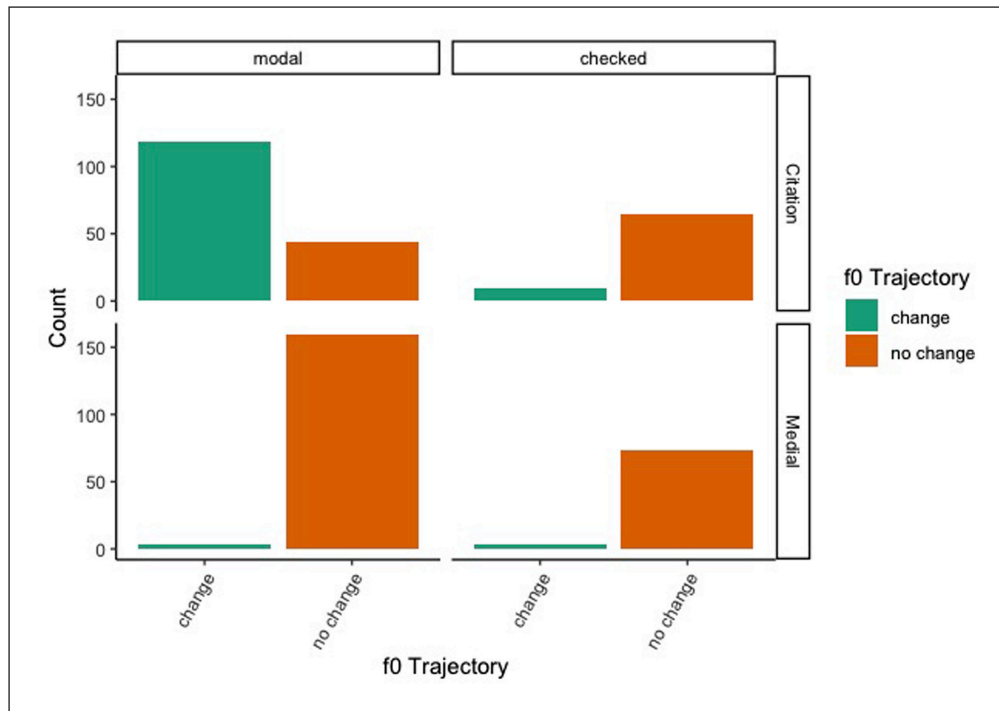 modal
checked
150
100
50
0
Citation
150
100
50
0
Medial
Count
change
no change
change
no change
f0 Trajectory
f0 Trajectory
change
no change